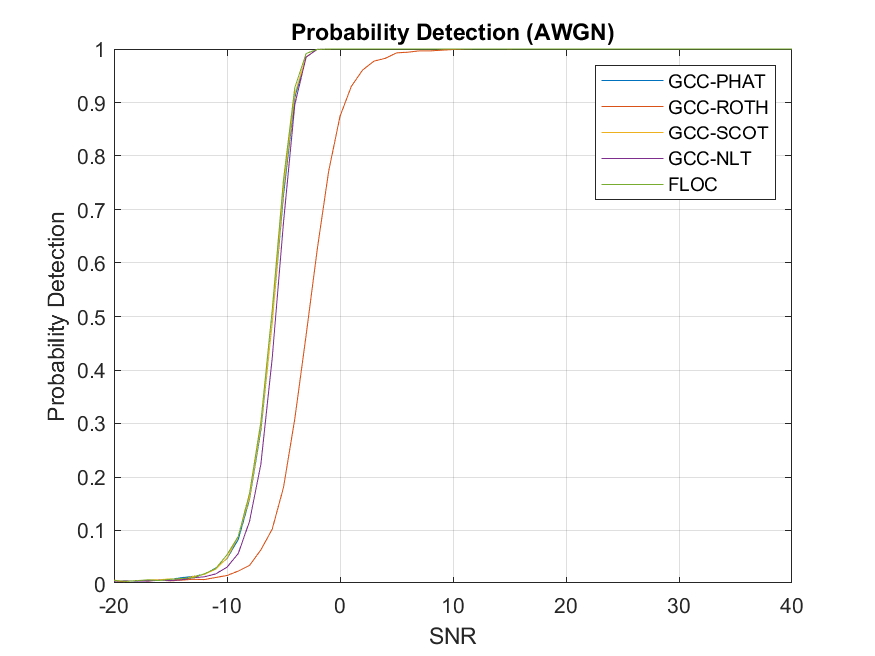 Probability Detection (AWGN)
1
0.9
0.8
0.7
0.6
0.5
0.4
0.3
0.2
0.1
0
Probability Detection
GCC-PHAT
GCC-ROTH
GCC-SCOT
GCC-NLT
FLOC
-20 -10 0 10 20 30 40
SNR